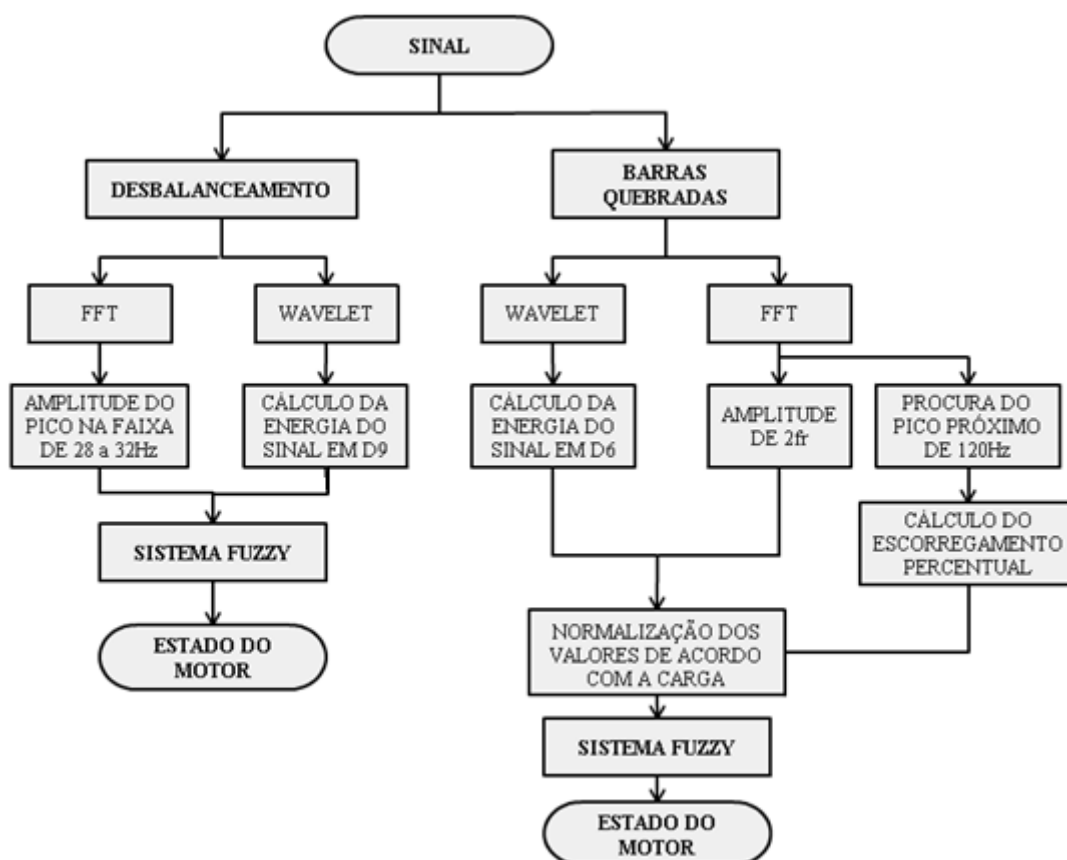 SINAL
DESBALANCEAMENTO
BARRAS
QUEBRADAS
FFT
WAVELET
WAVELET
FFT
AMPLITUDE DO
PICO NA FAIXA
DE 28 a 32Hz
CÁLCULO DA
ENERGIA DO
SINAL EM D9
CÁLCULO DA
ENERGIA DO
SINAL EM D6
AMPLITUDE
DE 2fr
PROCURA DO
PICO PRÓXIMO
DE 120Hz
SISTEMA FUZZY
CÁLCULO DO
ESCORREGAMENTO
PERCENTUAL
ESTADO DO
MOTOR
NORMALIZAÇÃO DOS
VALORES DE ACORDO
COM A CARGA
SISTEMA FUZZY
ESTADO DO
MOTOR